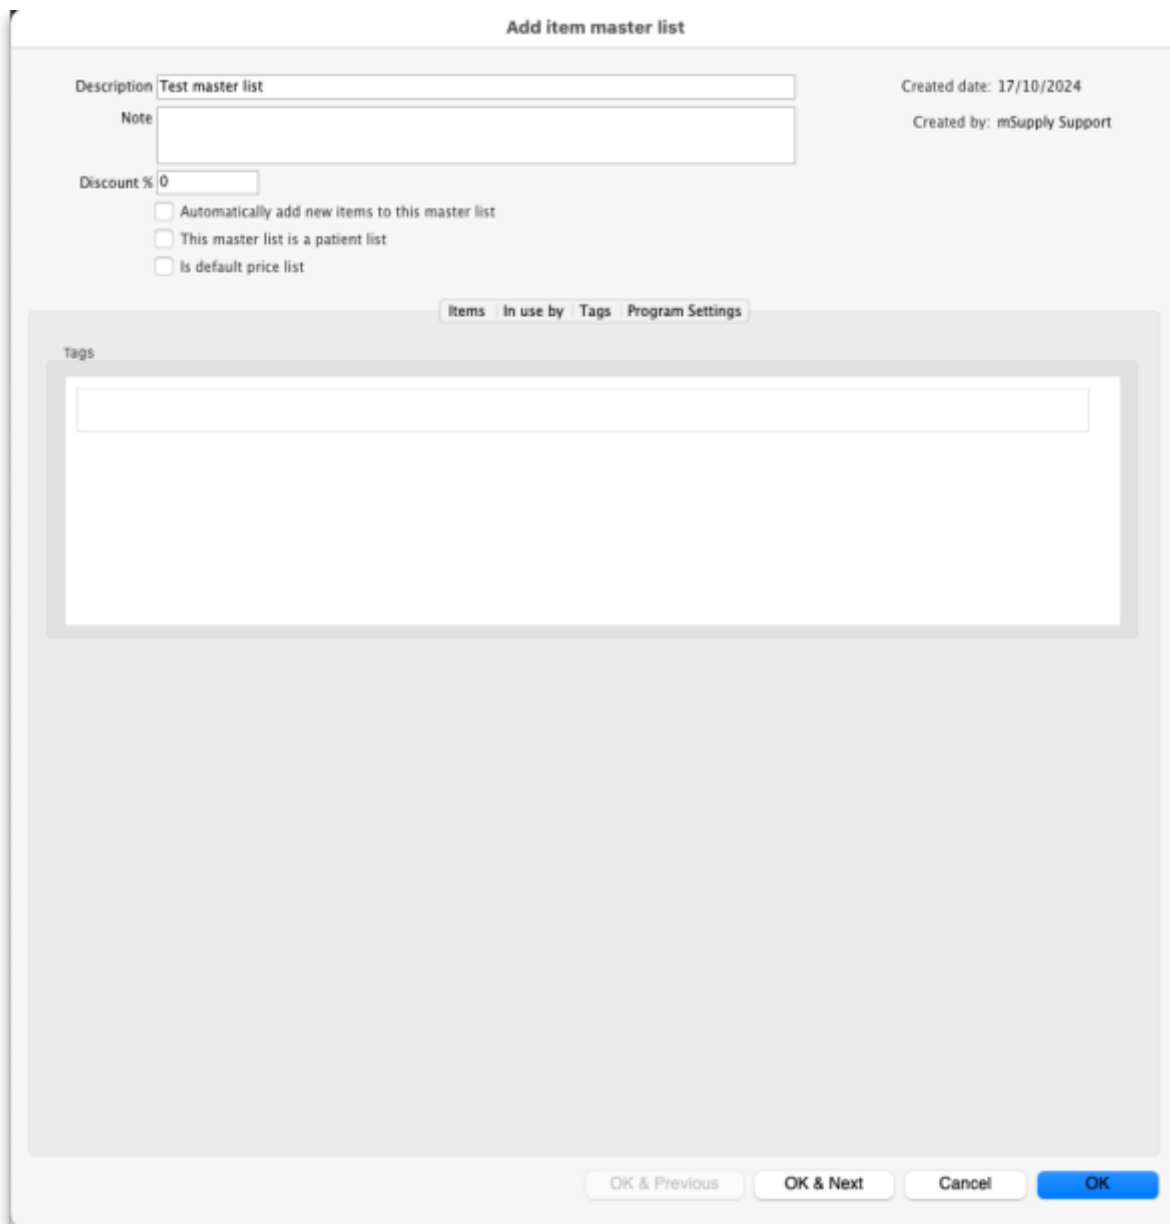 Add item master list
Description Test master list
Created date: 17/10/2024
Note
Created by: mSupply Support
Discount % 0
Automatically add new items to this master list
This master list is a patient list
Is default price list
Items In use by Tags Program Settings
Tags
OK & Previous OK & Next Cancel OK